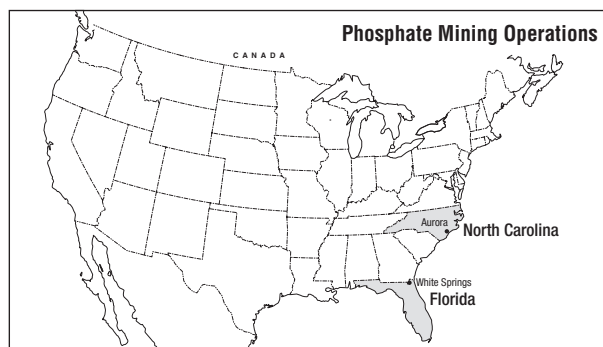 Phosphate Mining Operations
CANADA
Aurora
North Carolina
White Springs
Florida